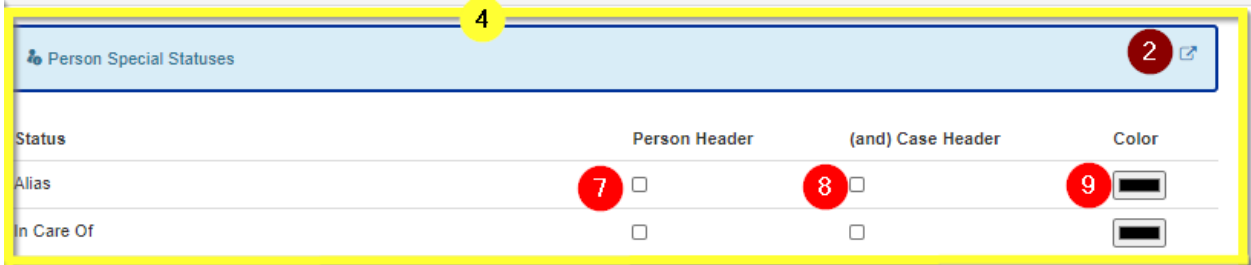 4
Person Special Statuses 2
Status Person Header (and) Case Header Color
Alias 7 8 9
In Care Of